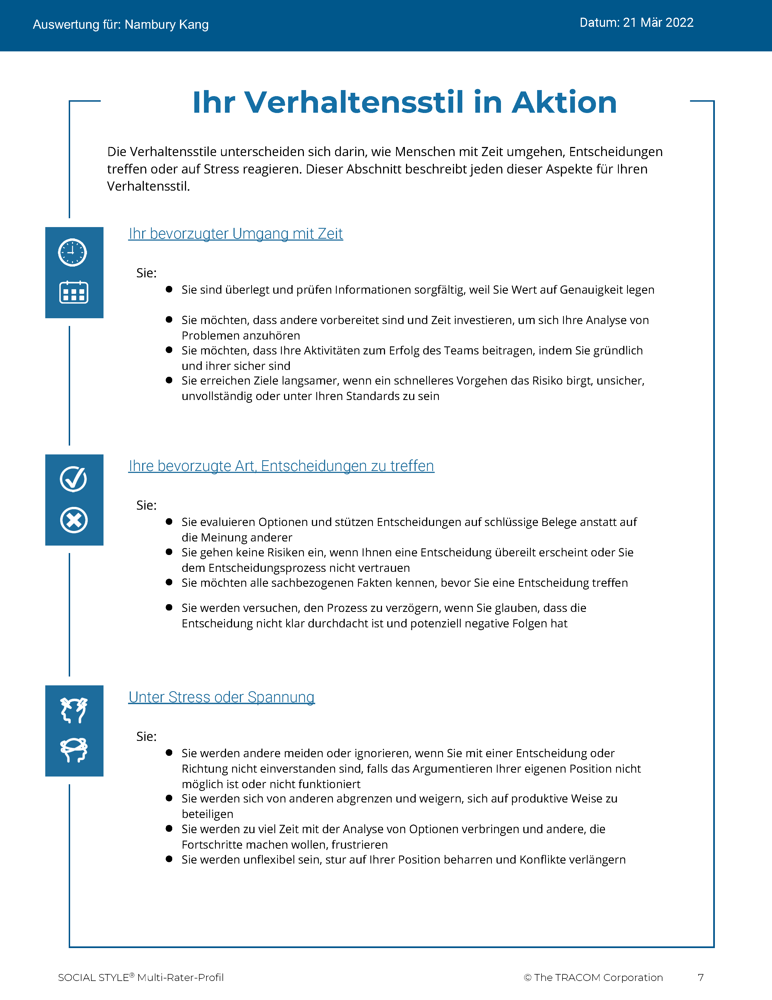 Auswertung für: Nambury Kang
Datum: 21 Mär 2022
Ihr Verhaltensstil in Aktion
Die Verhaltensstile unterscheiden sich darin, wie Menschen mit Zeit umgehen, Entscheidungen
treffen oder auf Stress reagieren. Dieser Abschnitt beschreibt jeden dieser Aspekte für Ihren
Verhaltensstil.
Ihr bevorzugter Umgang mit Zeit
Sie:
● Sie sind überlegt und prüfen Informationen sorgfältig, weil Sie Wert auf Genauigkeit legen
● Sie möchten, dass andere vorbereitet sind und Zeit investieren, um sich Ihre Analyse von
Problemen anzuhören
● Sie möchten, dass Ihre Aktivitäten zum Erfolg des Teams beitragen, indem Sie gründlich
und ihrer sicher sind
● Sie erreichen Ziele langsamer, wenn ein schnelleres Vorgehen das Risiko birgt, unsicher,
unvollständig oder unter Ihren Standards zu sein
Ihre bevorzugte Art, Entscheidungen zu treffen
Sie:
● Sie evaluieren Optionen und stützen Entscheidungen auf schlüssige Belege anstatt auf
die Meinung anderer
● Sie gehen keine Risiken ein, wenn Ihnen eine Entscheidung übereilt erscheint oder Sie
dem Entscheidungsprozess nicht vertrauen
● Sie möchten alle sachbezogenen Fakten kennen, bevor Sie eine Entscheidung treffen
● Sie werden versuchen, den Prozess zu verzögern, wenn Sie glauben, dass die
Entscheidung nicht klar durchdacht ist und potenziell negative Folgen hat
Unter Stress oder Spannung
Sie:
● Sie werden andere meiden oder ignorieren, wenn Sie mit einer Entscheidung oder
Richtung nicht einverstanden sind, falls das Argumentieren Ihrer eigenen Position nicht
möglich ist oder nicht funktioniert
● Sie werden sich von anderen abgrenzen und weigern, sich auf produktive Weise zu
beteiligen
● Sie werden zu viel Zeit mit der Analyse von Optionen verbringen und andere, die
Fortschritte machen wollen, frustrieren
● Sie werden unflexibel sein, stur auf Ihrer Position beharren und Konflikte verlängern
SOCIAL STYLE® Multi-Rater-Profil
© The TRACOM Corporation
7